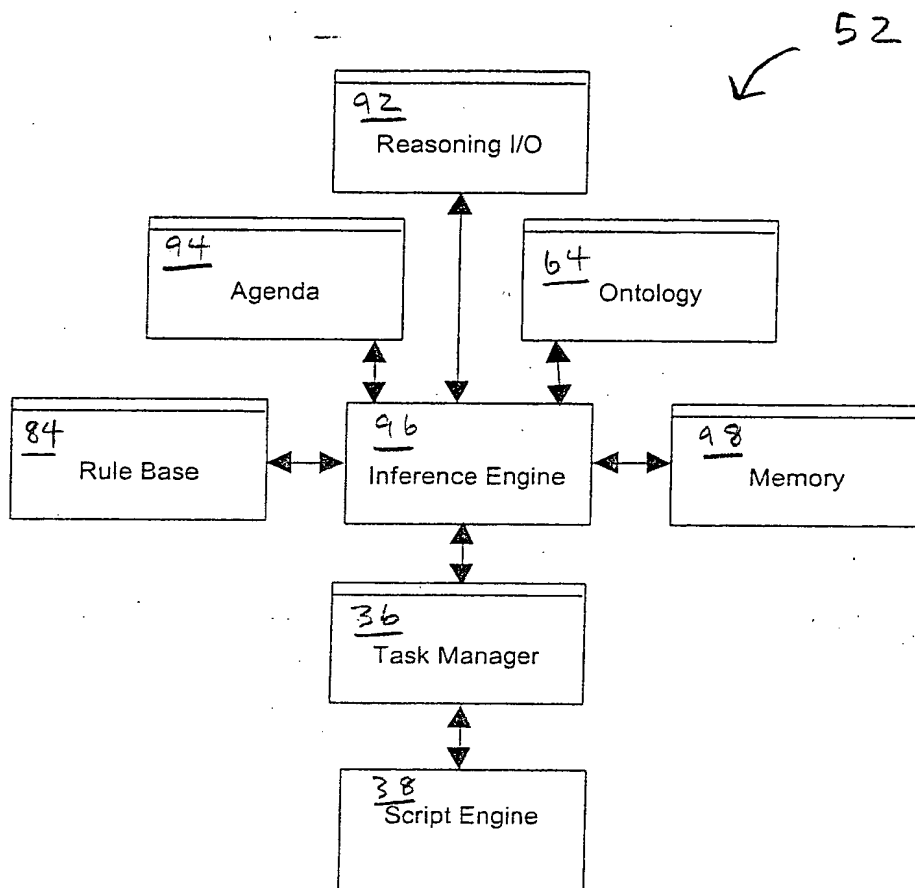 52
92
Reasoning I/O
94
Agenda
64
Ontology
84
Rule Base
96
Inference Engine
98
Memory
36
Task Manager
38
Script Engine